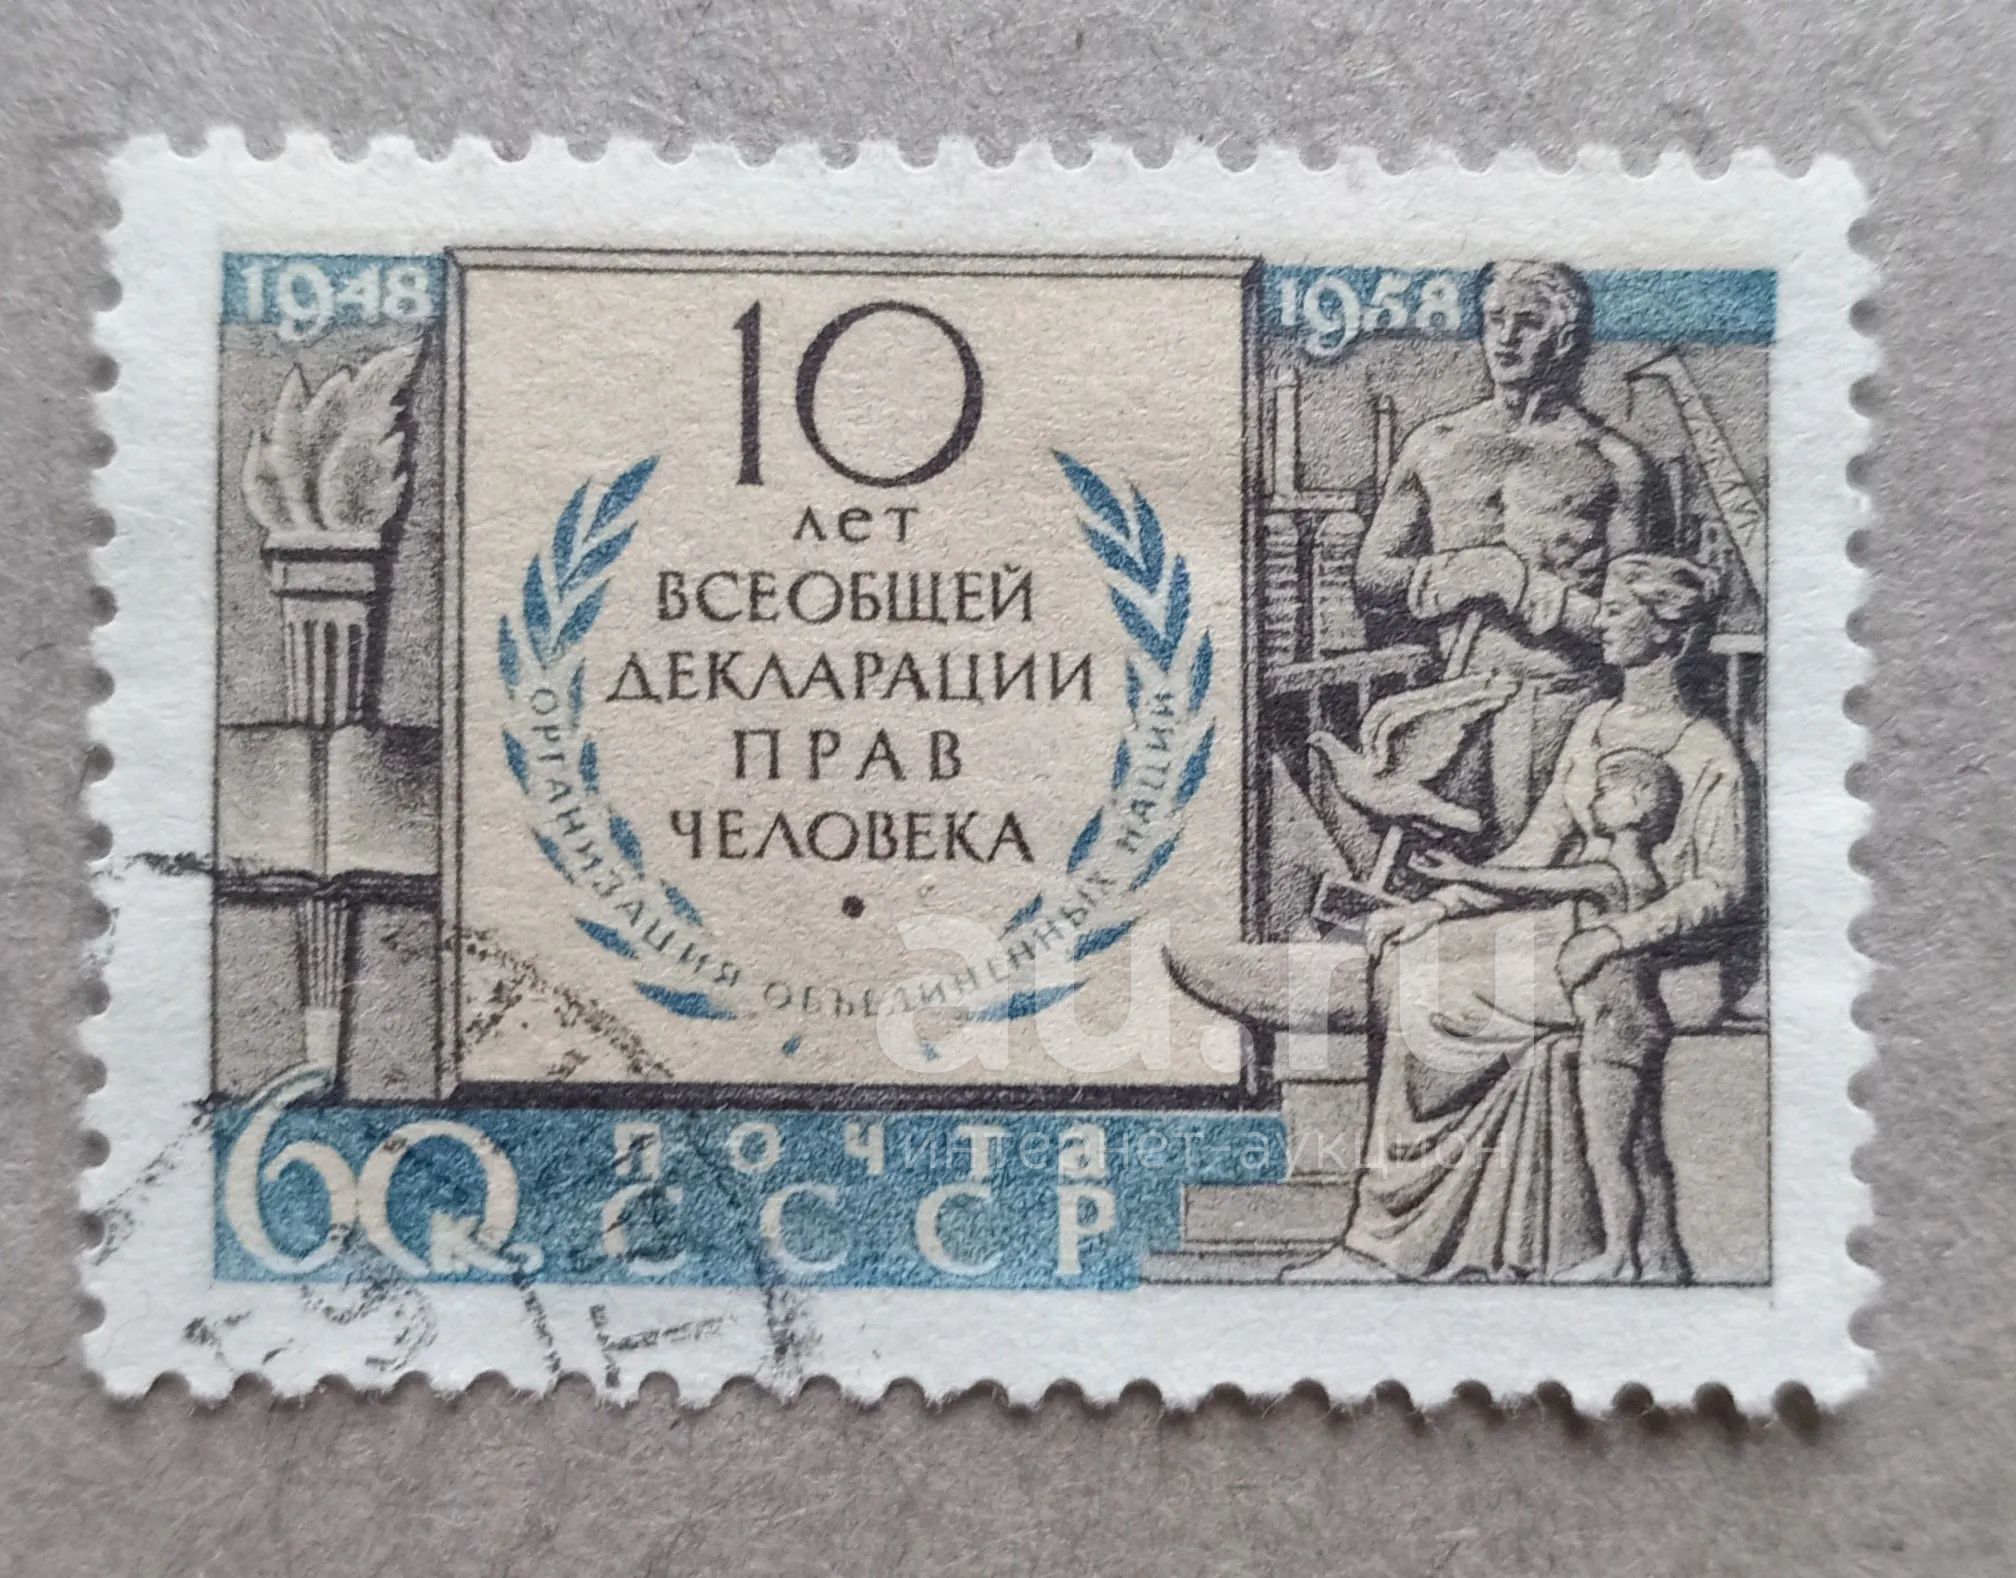 1948
1958
10
лет
ВСЕОБЩЕЙ
ДЕКЛАРАЦИИ
ПРАВ
ЧЕЛОВЕКА
ОРГАНИЗАЦИЯ ОБЪЕДИНЕННЫХ НАЦИЙ
60 К.
ПОЧТА
СССР
au.ru
интернет-аукцион